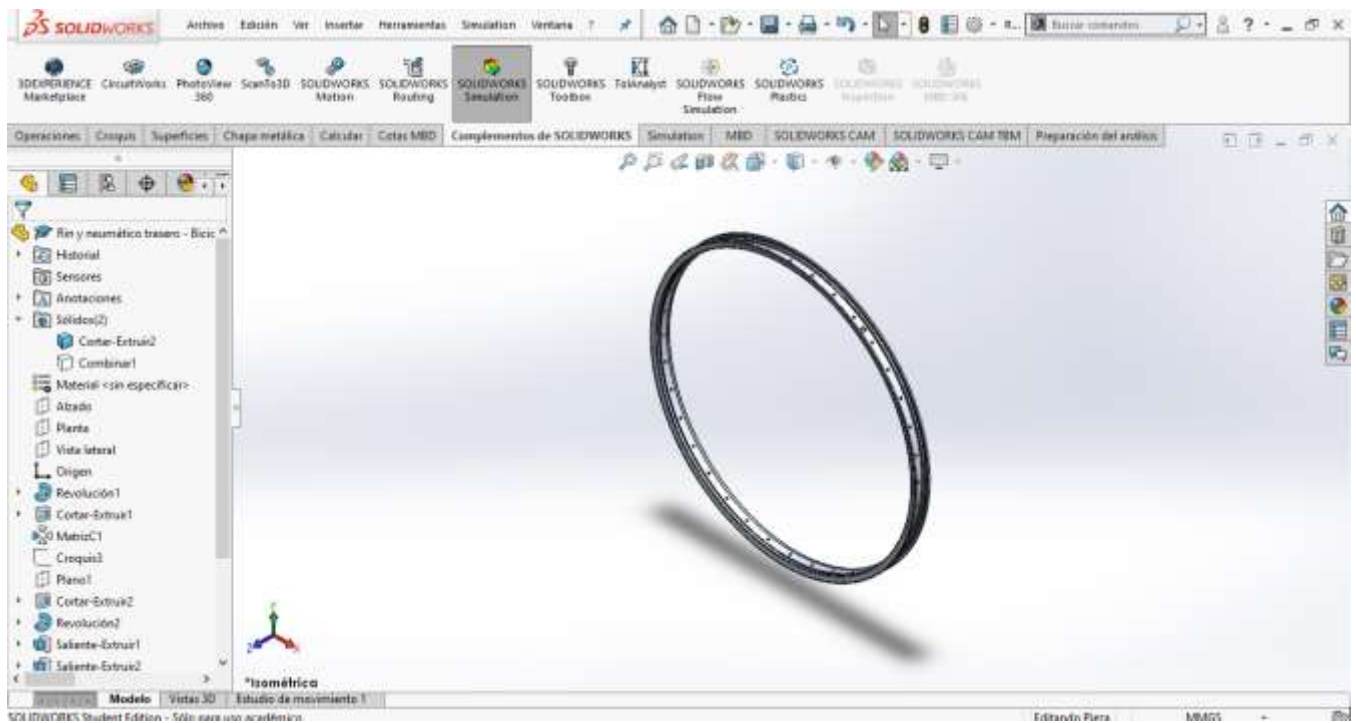 SOLIDWORKS Archivo Edición Ver Insertar Herramientas Simulation Ventana ? Buscar comandos ?
3DEXPERIENCE Marketplace
CircuitWorks
PhotoView 360
ScanTo3D
SOLIDWORKS Motion
SOLIDWORKS Routing
SOLIDWORKS Simulation
SOLIDWORKS Toolbox
TolAnalyst
SOLIDWORKS Flow Simulation
SOLIDWORKS Plastics
Operaciones Croquis Superficies Chapa metálica Calcular Cotas MBD Complementos de SOLIDWORKS Simulation MBD SOLIDWORKS CAM SOLIDWORKS CAM TBM Preparación del análisis
Rin y neumático trasero - Bicic
Historial
Sensores
Anotaciones
Sólidos(2)
Cortar-Extruir2
Combinar1
Material <sin especificar>
Alzado
Planta
Vista lateral
Origen
Revolución1
Cortar-Extruir1
MatrizC1
Croquis3
Plano1
Cortar-Extruir2
Revolución2
Saliente-Extruir1
Saliente-Extruir2
*Isométrica
Modelo Vistas 3D Estudio de movimiento 1
SOLIDWORKS Student Edition - Sólo para uso académico. Editando Pieza MMGS